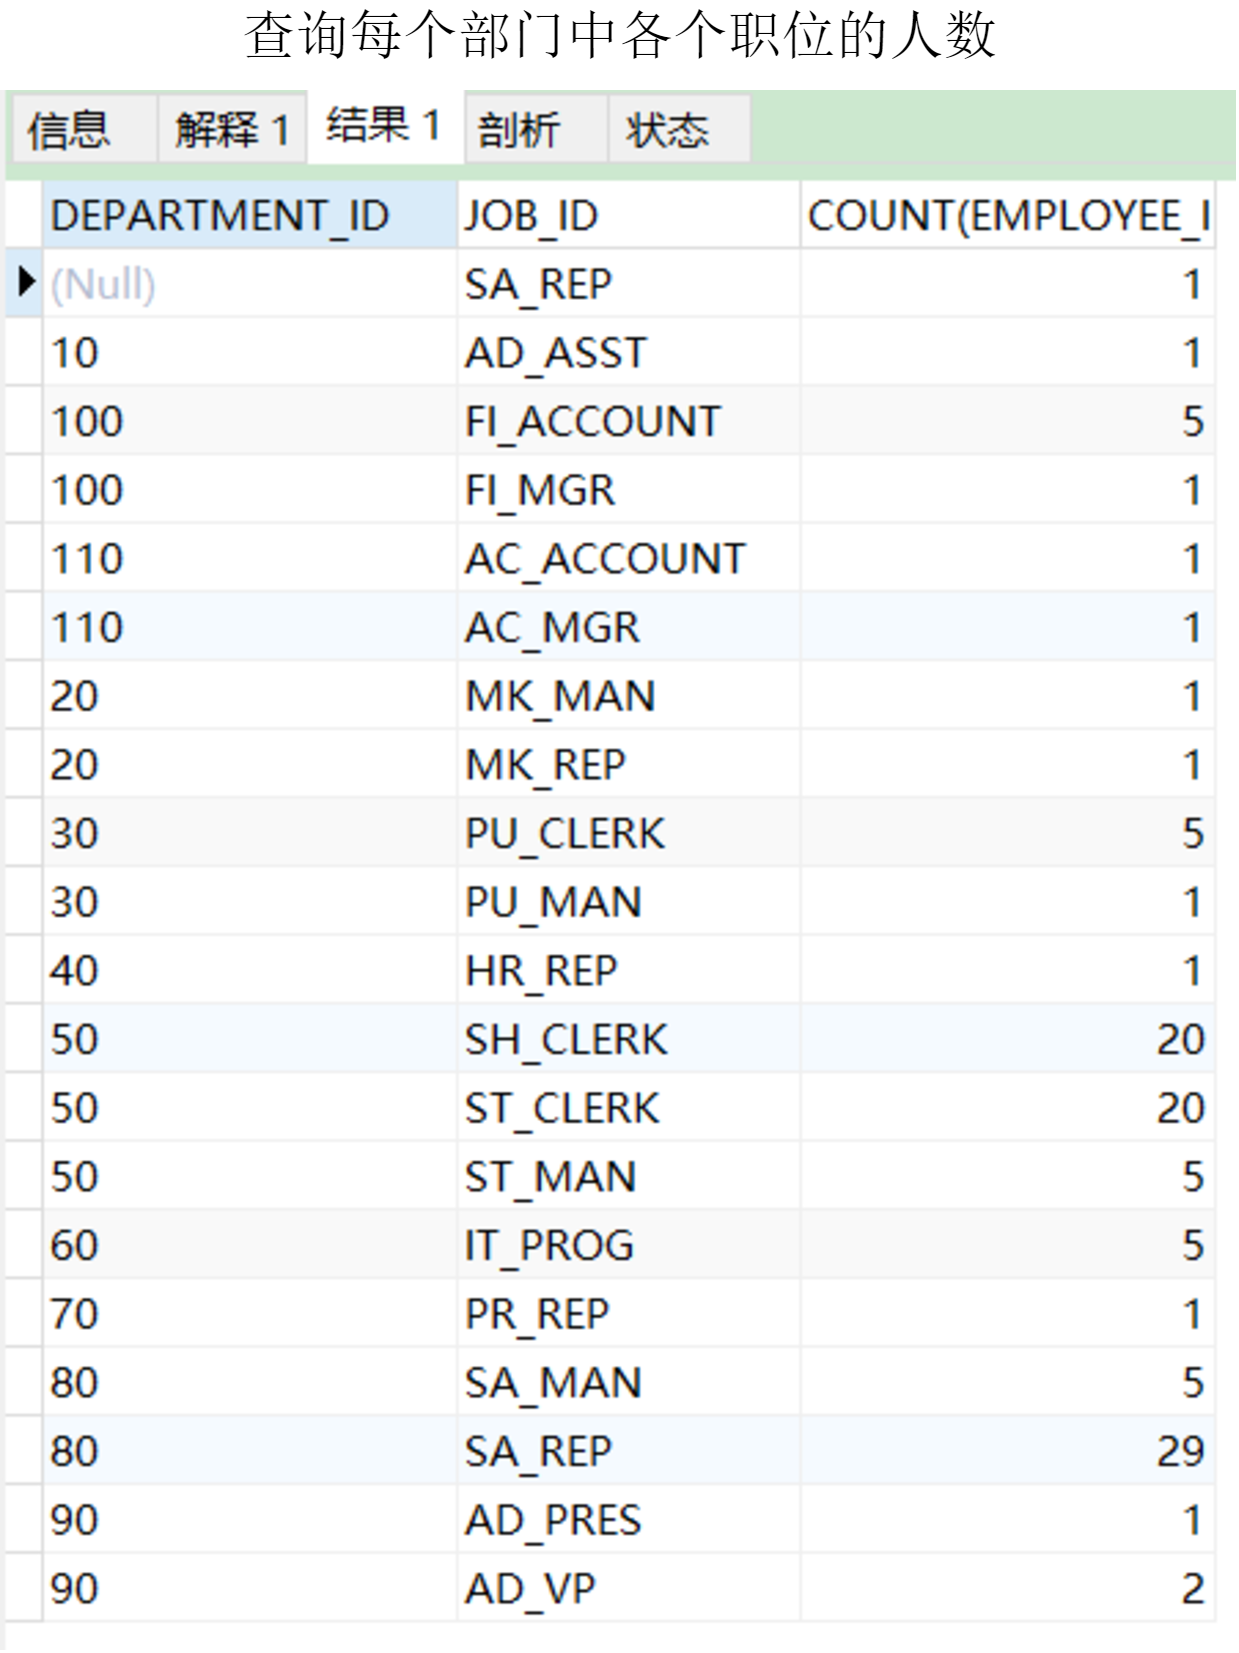 查询每个部门中各个职位的人数
信息 解释 1 结果 1 剖析 状态
DEPARTMENT_ID JOB_ID COUNT(EMPLOYEE_I
(Null) SA_REP 1
10 AD_ASST 1
100 FI_ACCOUNT 5
100 FI_MGR 1
110 AC_ACCOUNT 1
110 AC_MGR 1
20 MK_MAN 1
20 MK_REP 1
30 PU_CLERK 5
30 PU_MAN 1
40 HR_REP 1
50 SH_CLERK 20
50 ST_CLERK 20
50 ST_MAN 5
60 IT_PROG 5
70 PR_REP 1
80 SA_MAN 5
80 SA_REP 29
90 AD_PRES 1
90 AD_VP 2